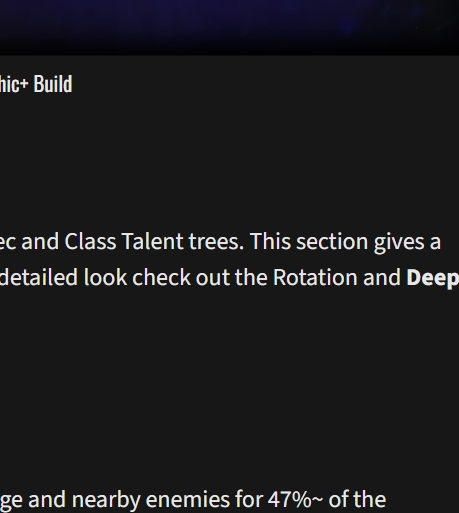 hic+ Build
ec and Class Talent trees. This section gives a
detailed look check out the Rotation and Deep
ge and nearby enemies for 47%~ of the